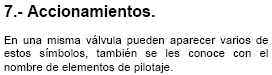 7.- Accionamientos.
En una misma válvula pueden aparecer varios de
estos símbolos, también se les conoce con el
nombre de elementos de pilotaje.